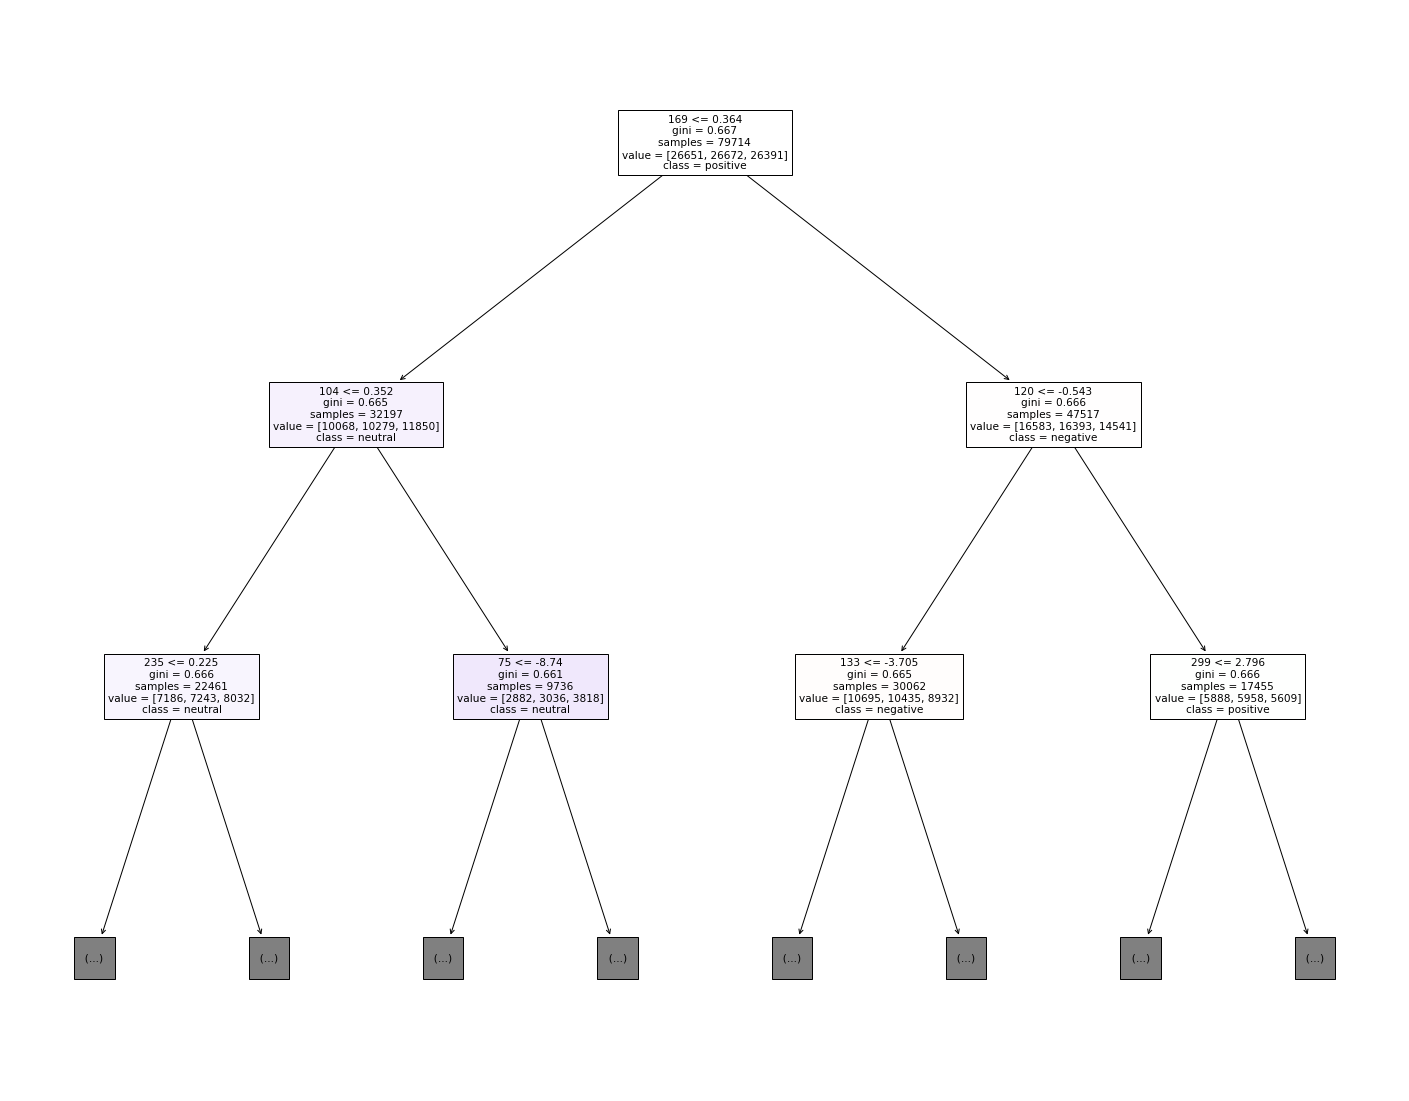 169 <= 0.364
gini = 0.667
samples = 79714
value = [26651, 26672, 26391]
class = positive
104 <= 0.352
gini = 0.665
samples = 32197
value = [10068, 10279, 11850]
class = neutral
120 <= -0.543
gini = 0.666
samples = 47517
value = [16583, 16393, 14541]
class = negative
235 <= 0.225
gini = 0.666
samples = 22461
value = [7186, 7243, 8032]
class = neutral
75 <= -8.74
gini = 0.661
samples = 9736
value = [2882, 3036, 3818]
class = neutral
133 <= -3.705
gini = 0.665
samples = 30062
value = [10695, 10435, 8932]
class = negative
299 <= 2.796
gini = 0.666
samples = 17455
value = [5888, 5958, 5609]
class = positive
(...)
(...)
(...)
(...)
(...)
(...)
(...)
(...)